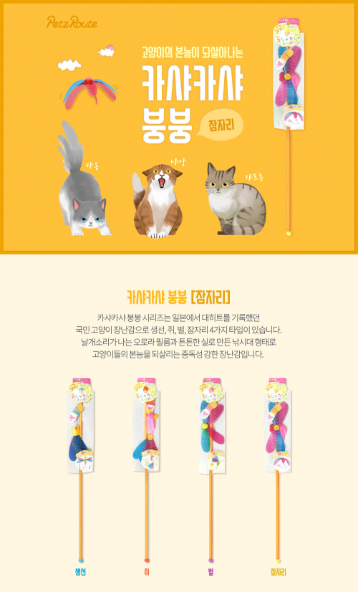 Petz Route
고양이의 본능이 되살아나는
카샤카샤
붕붕
잠자리
야옹
야앙
카샤카샤 붕붕 [잠자리]
카샤카샤 붕붕 시리즈는 일본에서 대히트를 기록했던
국민 고양이 장난감으로 생선, 쥐, 벌, 잠자리 4가지 타입이 있습니다.
날개소리가 나는 오로라 필름과 튼튼한 실로 만든 낚시대 형태로
고양이들의 본능을 되살리는 중독성 강한 장난감입니다.
생선
쥐
벌
잠자리